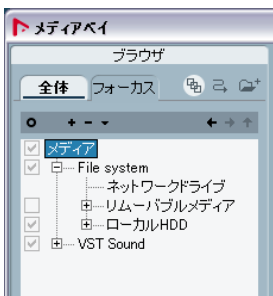 メディアベイ
ブラウザ
全体 フォーカス
メディア
File system
ネットワークドライブ
リムーバブルメディア
ローカルHDD
VST Sound